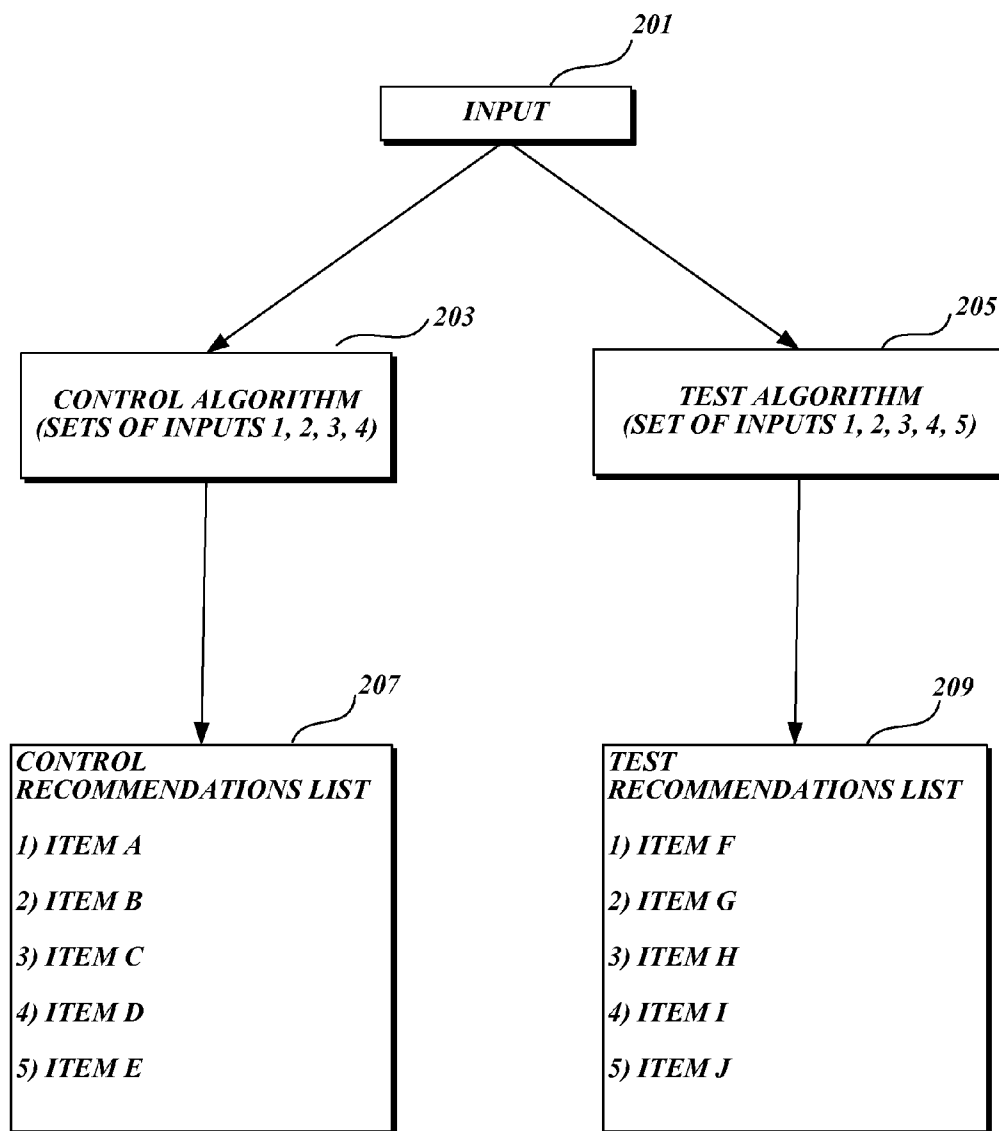 201
INPUT
203
CONTROL ALGORITHM
(SETS OF INPUTS 1, 2, 3, 4)
205
TEST ALGORITHM
(SET OF INPUTS 1, 2, 3, 4, 5)
207
CONTROL
RECOMMENDATIONS LIST
1) ITEM A
2) ITEM B
3) ITEM C
4) ITEM D
5) ITEM E
209
TEST
RECOMMENDATIONS LIST
1) ITEM F
2) ITEM G
3) ITEM H
4) ITEM I
5) ITEM J